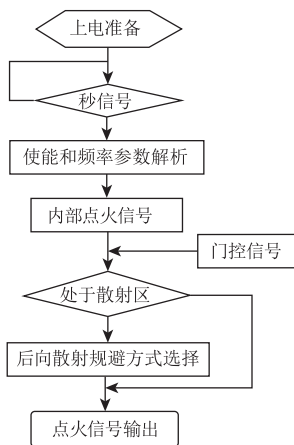 上电准备
秒信号
使能和频率参数解析
内部点火信号
门控信号
处于散射区
后向散射规避方式选择
点火信号输出